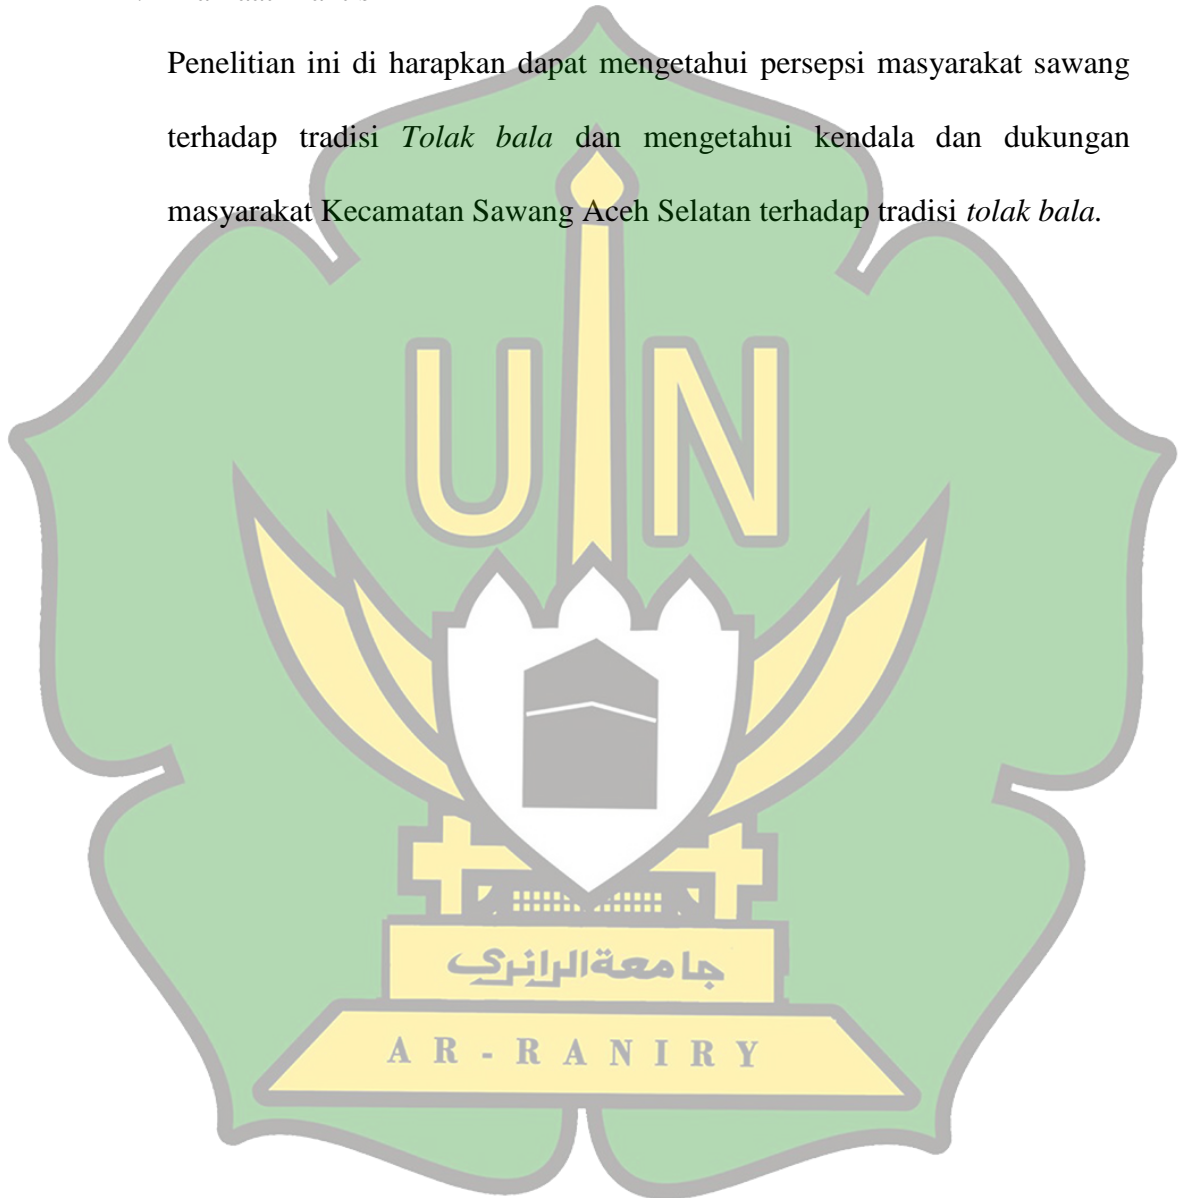 Penelitian ini di harapkan dapat mengetahui persepsi masyarakat sawang
terhadap tradisi Tolak bala dan mengetahui kendala dan dukungan
masyarakat Kecamatan Sawang Aceh Selatan terhadap tradisi tolak bala.
UIN
جامعةالرانري
AR-RANIRY